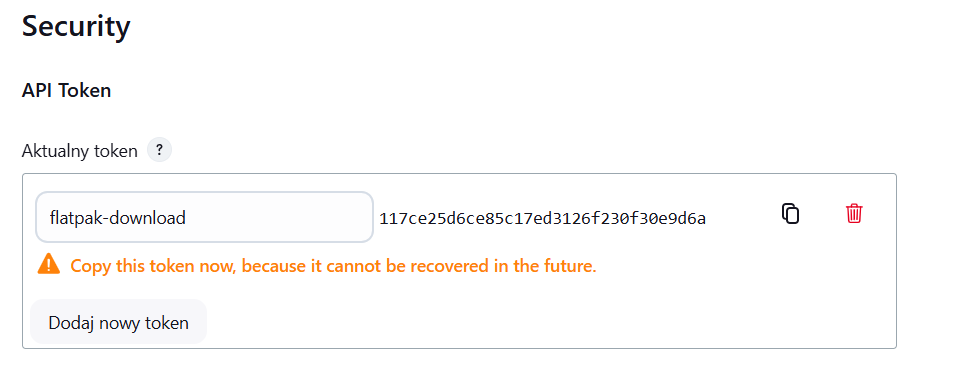 Security
API Token
Aktualny token ?
flatpak-download 117ce25d6ce85c17ed3126f230f30e9d6a
Copy this token now, because it cannot be recovered in the future.
Dodaj nowy token